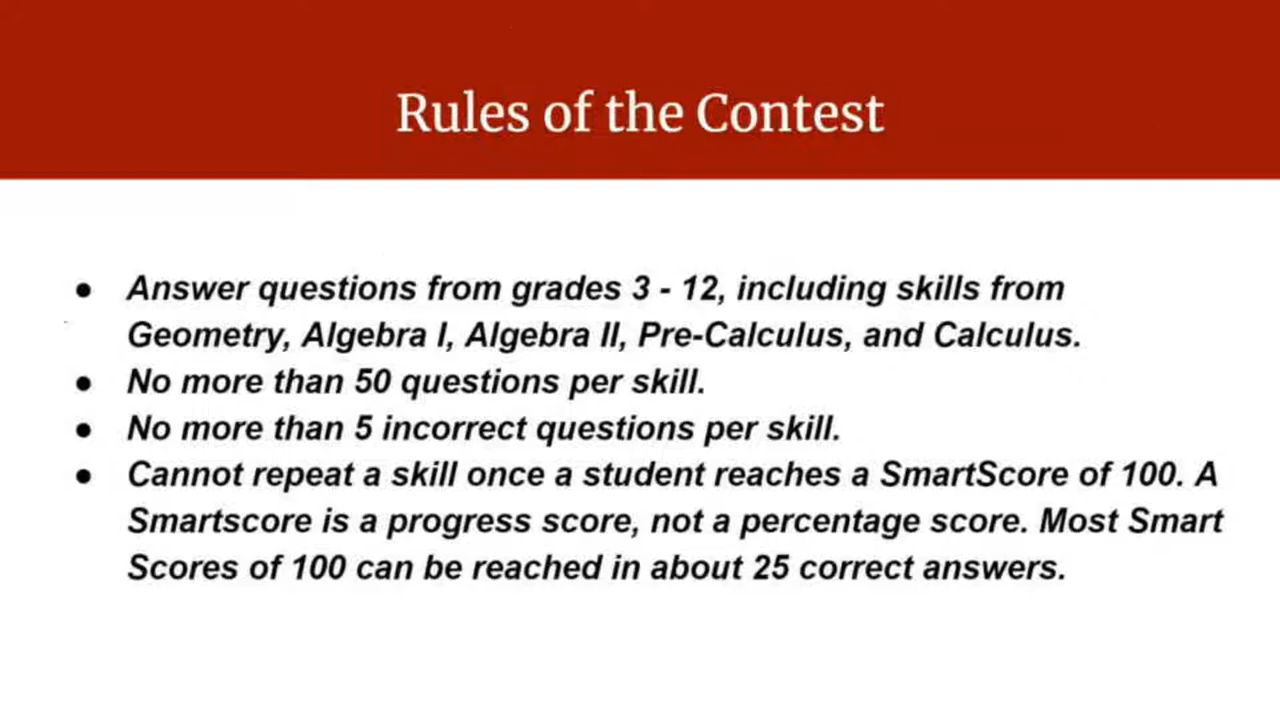 Rules of the Contest
● Answer questions from grades 3 - 12, including skills from
Geometry, Algebra I, Algebra II, Pre-Calculus, and Calculus.
● No more than 50 questions per skill.
● No more than 5 incorrect questions per skill.
● Cannot repeat a skill once a student reaches a SmartScore of 100. A
Smartscore is a progress score, not a percentage score. Most Smart
Scores of 100 can be reached in about 25 correct answers.